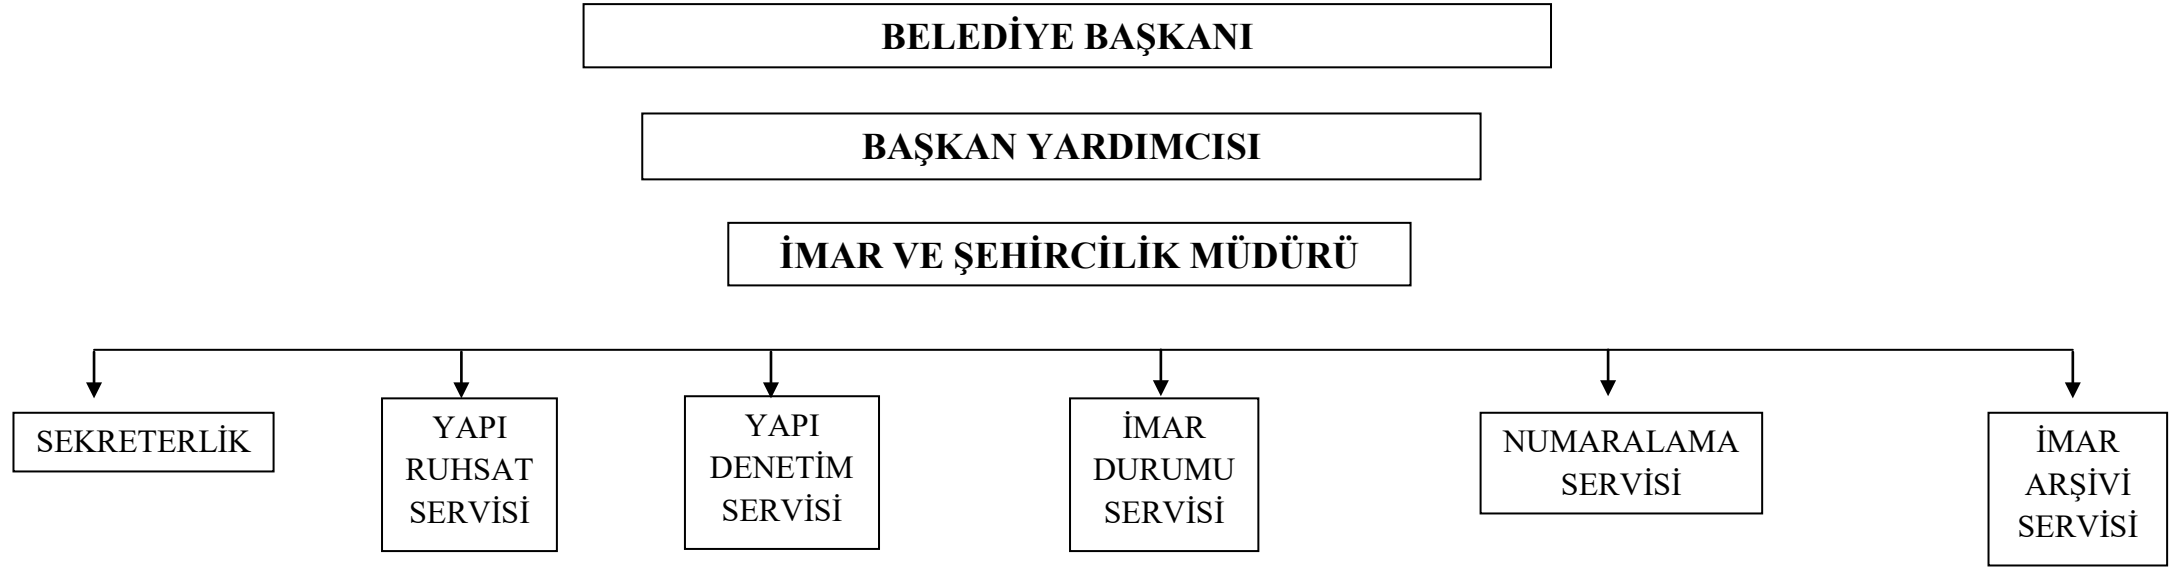 BELEDİYE BAŞKANI
BAŞKAN YARDIMCISI
İMAR VE ŞEHİRCİLİK MÜDÜRÜ
SEKRETERLİK
YAPI
RUHSAT
SERVİSİ
YAPI
DENETİM
SERVİSİ
İMAR
DURUMU
SERVİSİ
NUMARALAMA
SERVİSİ
İMAR
ARŞİVİ
SERVİSİ